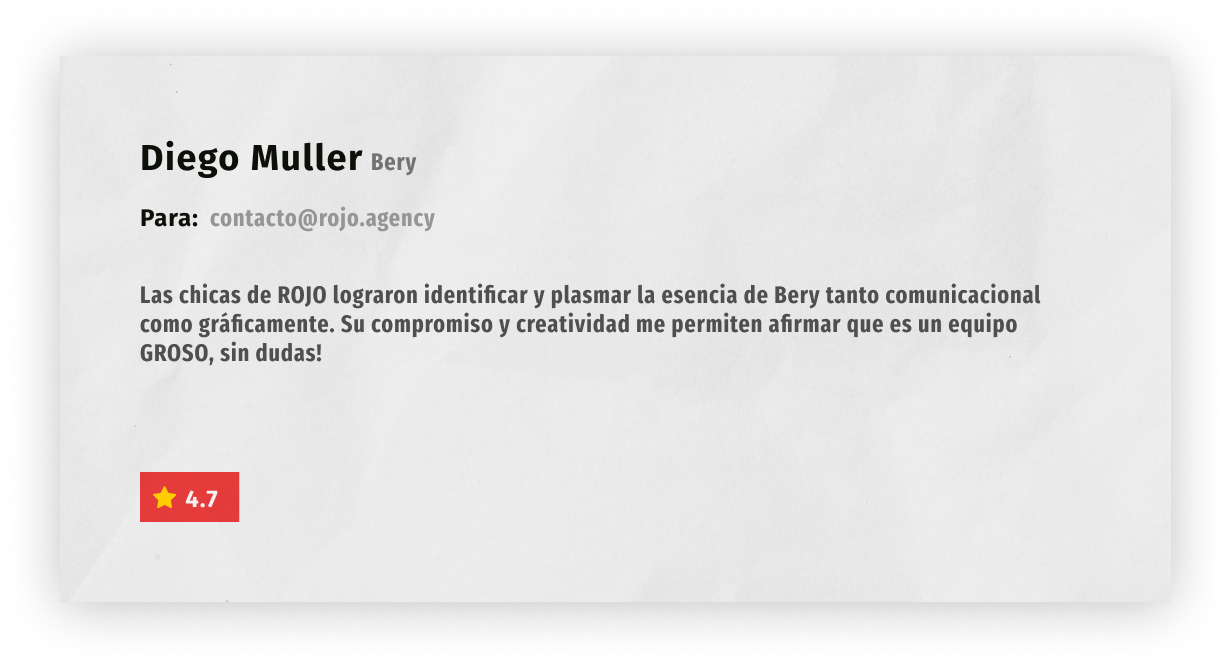 Diego Muller Bery
Para: contacto@rojo.agency
Las chicas de ROJO lograron identificar y plasmar la esencia de Bery tanto comunicacional
como gráficamente. Su compromiso y creatividad me permiten afirmar que es un equipo
GROSO, sin dudas!
4.7